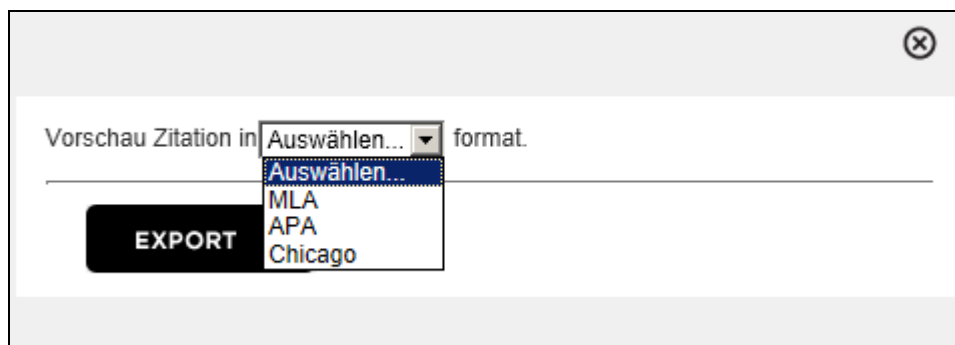 Vorschau Zitation in Auswählen... format.
Auswählen...
MLA
APA
Chicago
EXPORT